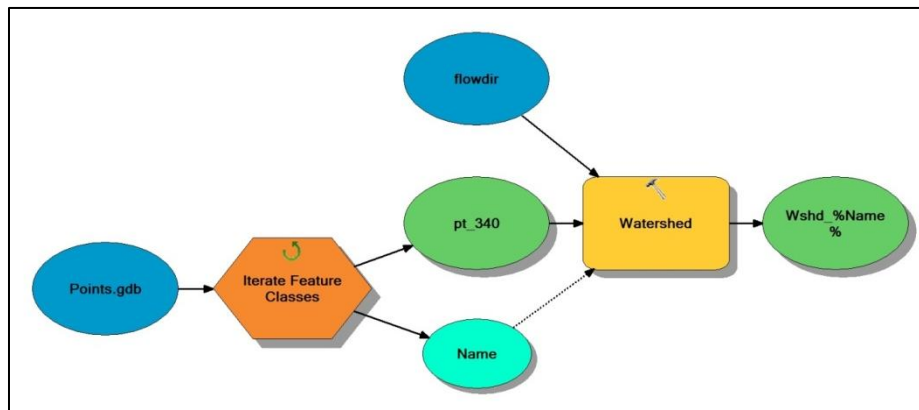 flowdir
pt_340
Watershed
Wshd_%Name
%
Points.gdb
Iterate Feature
Classes
Name